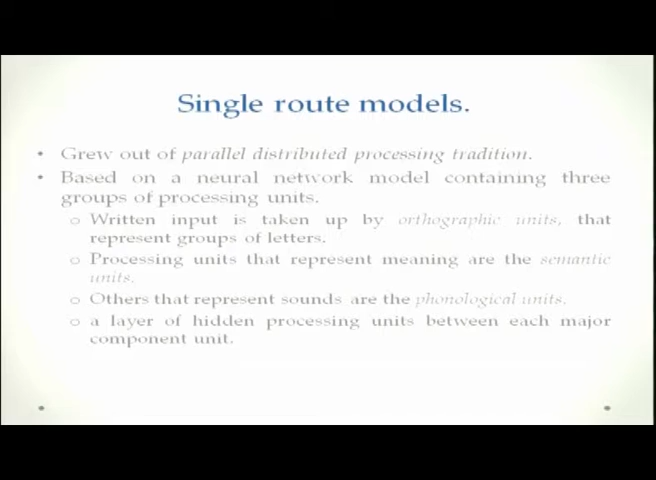 Single route models.
• Grew out of parallel distributed processing tradition.
• Based on a neural network model containing three
groups of processing units.
o Written input is taken up by orthographic units, that
represent groups of letters.
o Processing units that represent meaning are the semantic
units.
o Others that represent sounds are the phonological units.
o a layer of hidden processing units between each major
component unit.